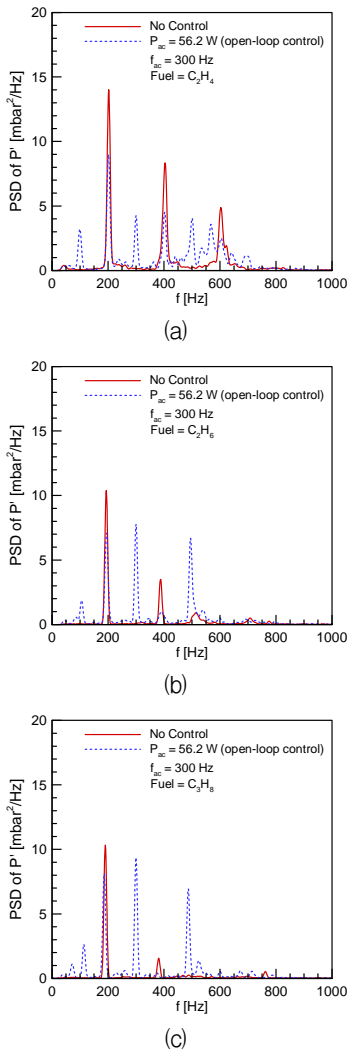 20
15
10
5
0
PSD of P' [mbar²/Hz]
No Control
P_ac = 56.2 W (open-loop control)
f_ac = 300 Hz
Fuel = C₂H₄
0 200 400 600 800 1000
f [Hz]
(a)
20
15
10
5
0
PSD of P' [mbar²/Hz]
No Control
P_ac = 56.2 W (open-loop control)
f_ac = 300 Hz
Fuel = C₂H₆
0 200 400 600 800 1000
f [Hz]
(b)
20
15
10
5
0
PSD of P' [mbar²/Hz]
No Control
P_ac = 56.2 W (open-loop control)
f_ac = 300 Hz
Fuel = C₃H₈
0 200 400 600 800 1000
f [Hz]
(c)